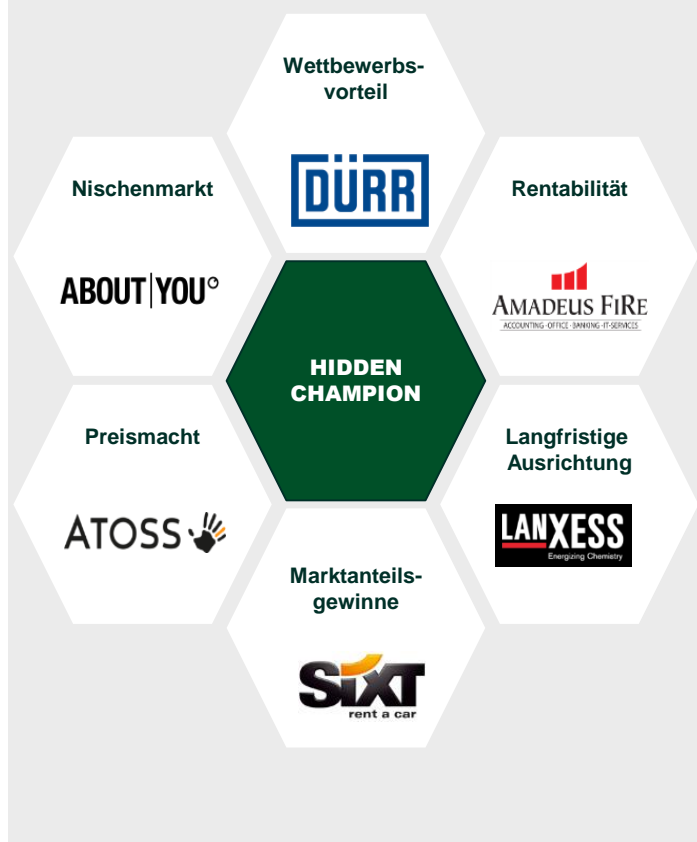 Wettbewerbs-
vorteil
DÜRR
Nischenmarkt
ABOUT|YOU°
Rentabilität
AMADEUS FIRE
ACCOUNTING·OFFICE·BANKING·IT-SERVICES
HIDDEN
CHAMPION
Preismacht
ATOSS
Langfristige
Ausrichtung
LANXESS
Energizing Chemistry
Marktanteils-
gewinne
SIXT
rent a car